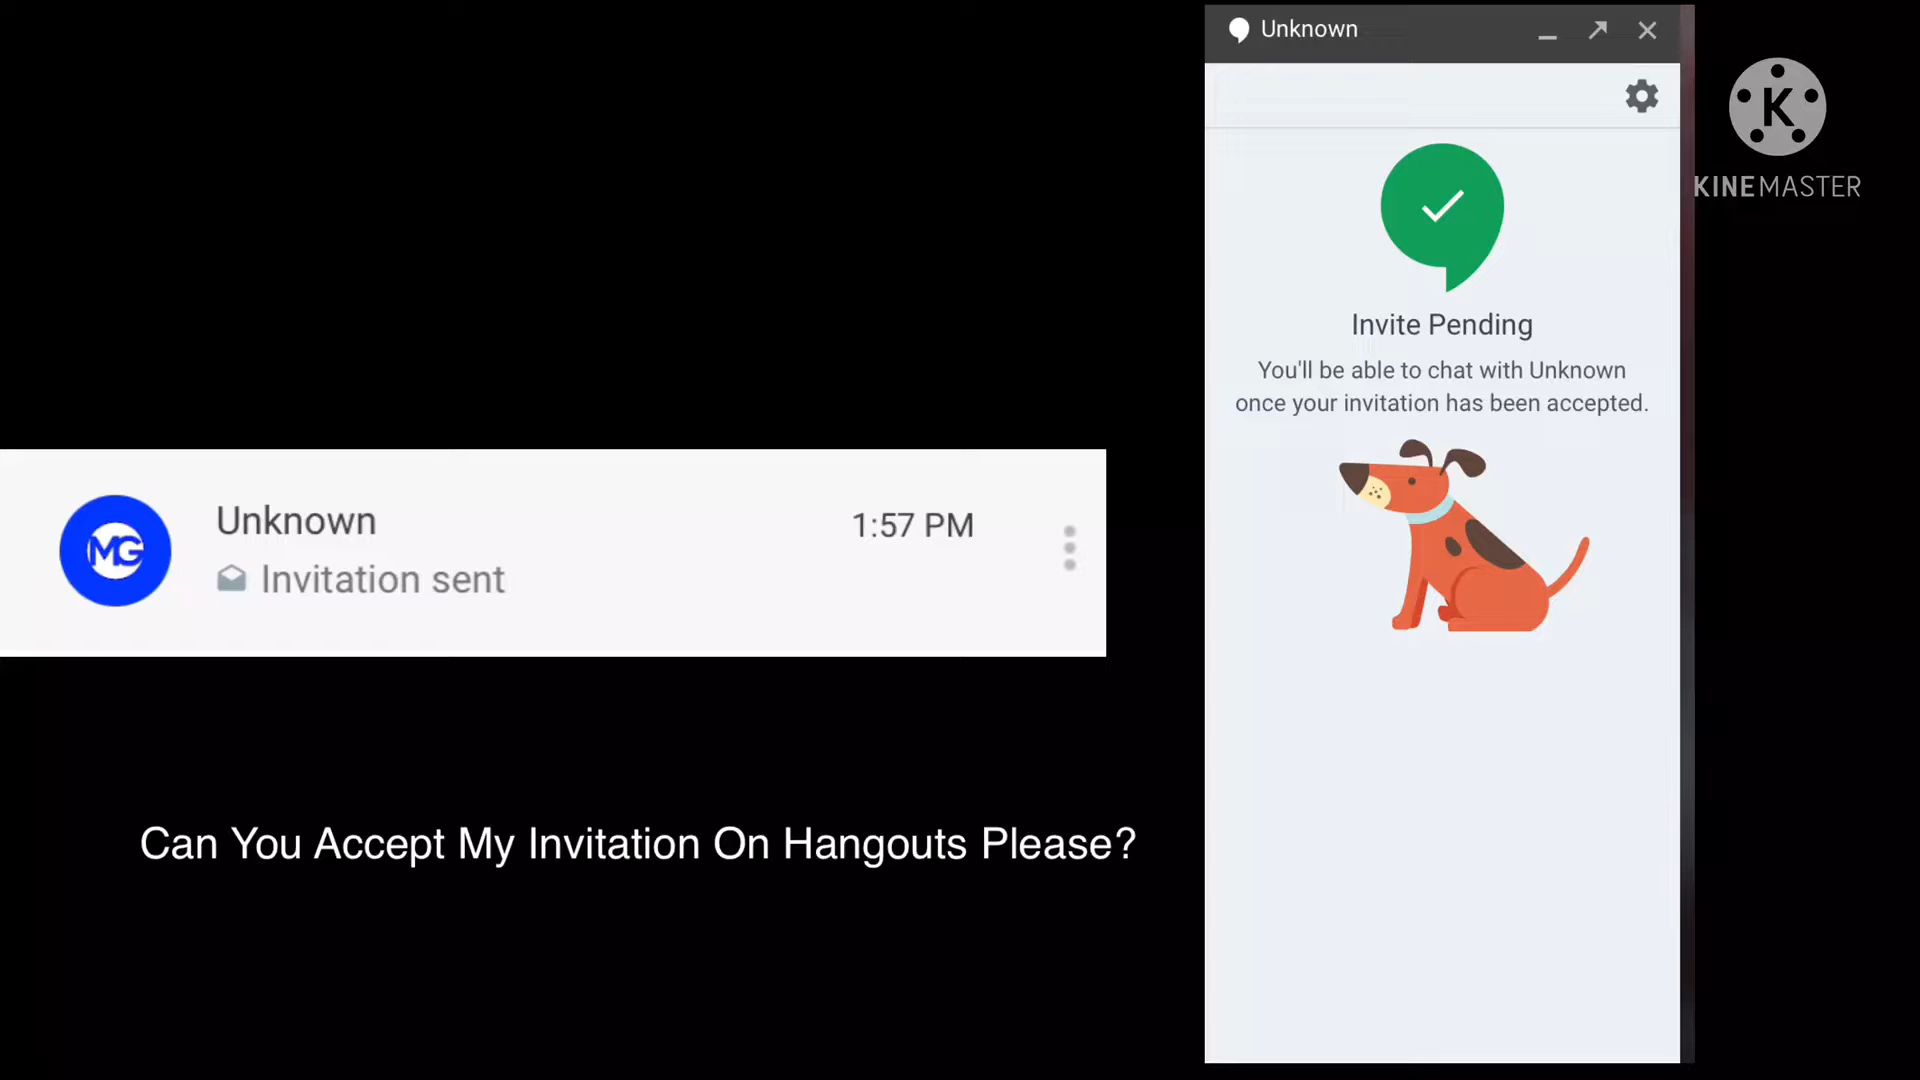 Unknown
K
KINEMASTER
Invite Pending
You'll be able to chat with Unknown
once your invitation has been accepted.
MG
Unknown
1:57 PM
Invitation sent
Can You Accept My Invitation On Hangouts Please?